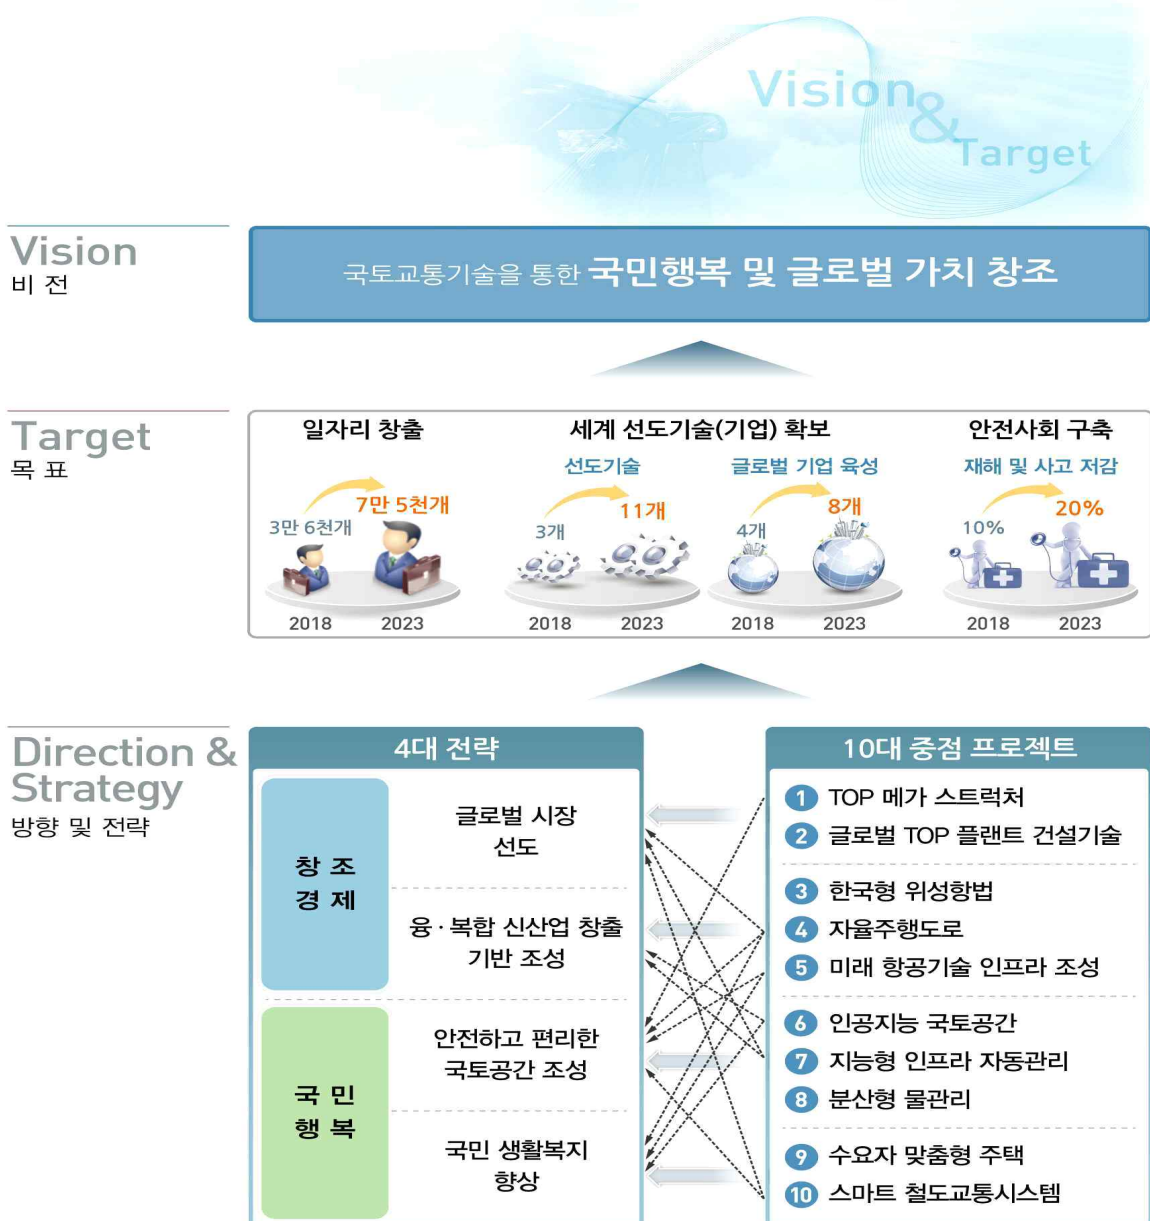 Vision
&
Target
Vision
비 전
국토교통기술을 통한 국민행복 및 글로벌 가치 창조
Target
목 표
일자리 창출
3만 6천개
7만 5천개
2018
2023
세계 선도기술(기업) 확보
선도기술
3개
11개
2018
2023
글로벌 기업 육성
4개
8개
2018
2023
안전사회 구축
재해 및 사고 저감
10%
20%
2018
2023
Direction &
Strategy
방향 및 전략
4대 전략
창 조
경 제
글로벌 시장
선도
융·복합 신산업 창출
기반 조성
국 민
행 복
안전하고 편리한
국토공간 조성
국민 생활복지
향상
10대 중점 프로젝트
1 TOP 메가 스트럭처
2 글로벌 TOP 플랜트 건설기술
3 한국형 위성항법
4 자율주행도로
5 미래 항공기술 인프라 조성
6 인공지능 국토공간
7 지능형 인프라 자동관리
8 분산형 물관리
9 수요자 맞춤형 주택
10 스마트 철도교통시스템